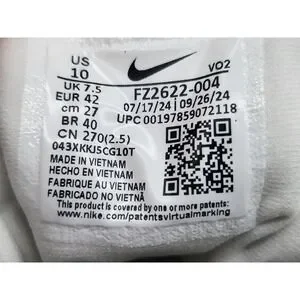 US
10
VO2
UK 7.5
EUR 42
cm 27
BR 40
CN 270(2.5)
FZ2622-004
07/17/24 09/26/24
UPC 00197859072118
043XKKJSCG10T
MADE IN VIETNAM
HECHO EN VIETNAM
FABRIQUE AU VIETNAM
FABRICADO NO VIETNÃ
This product is covered by one or more patents. See
www.nike.com/patentsvirtualmarking